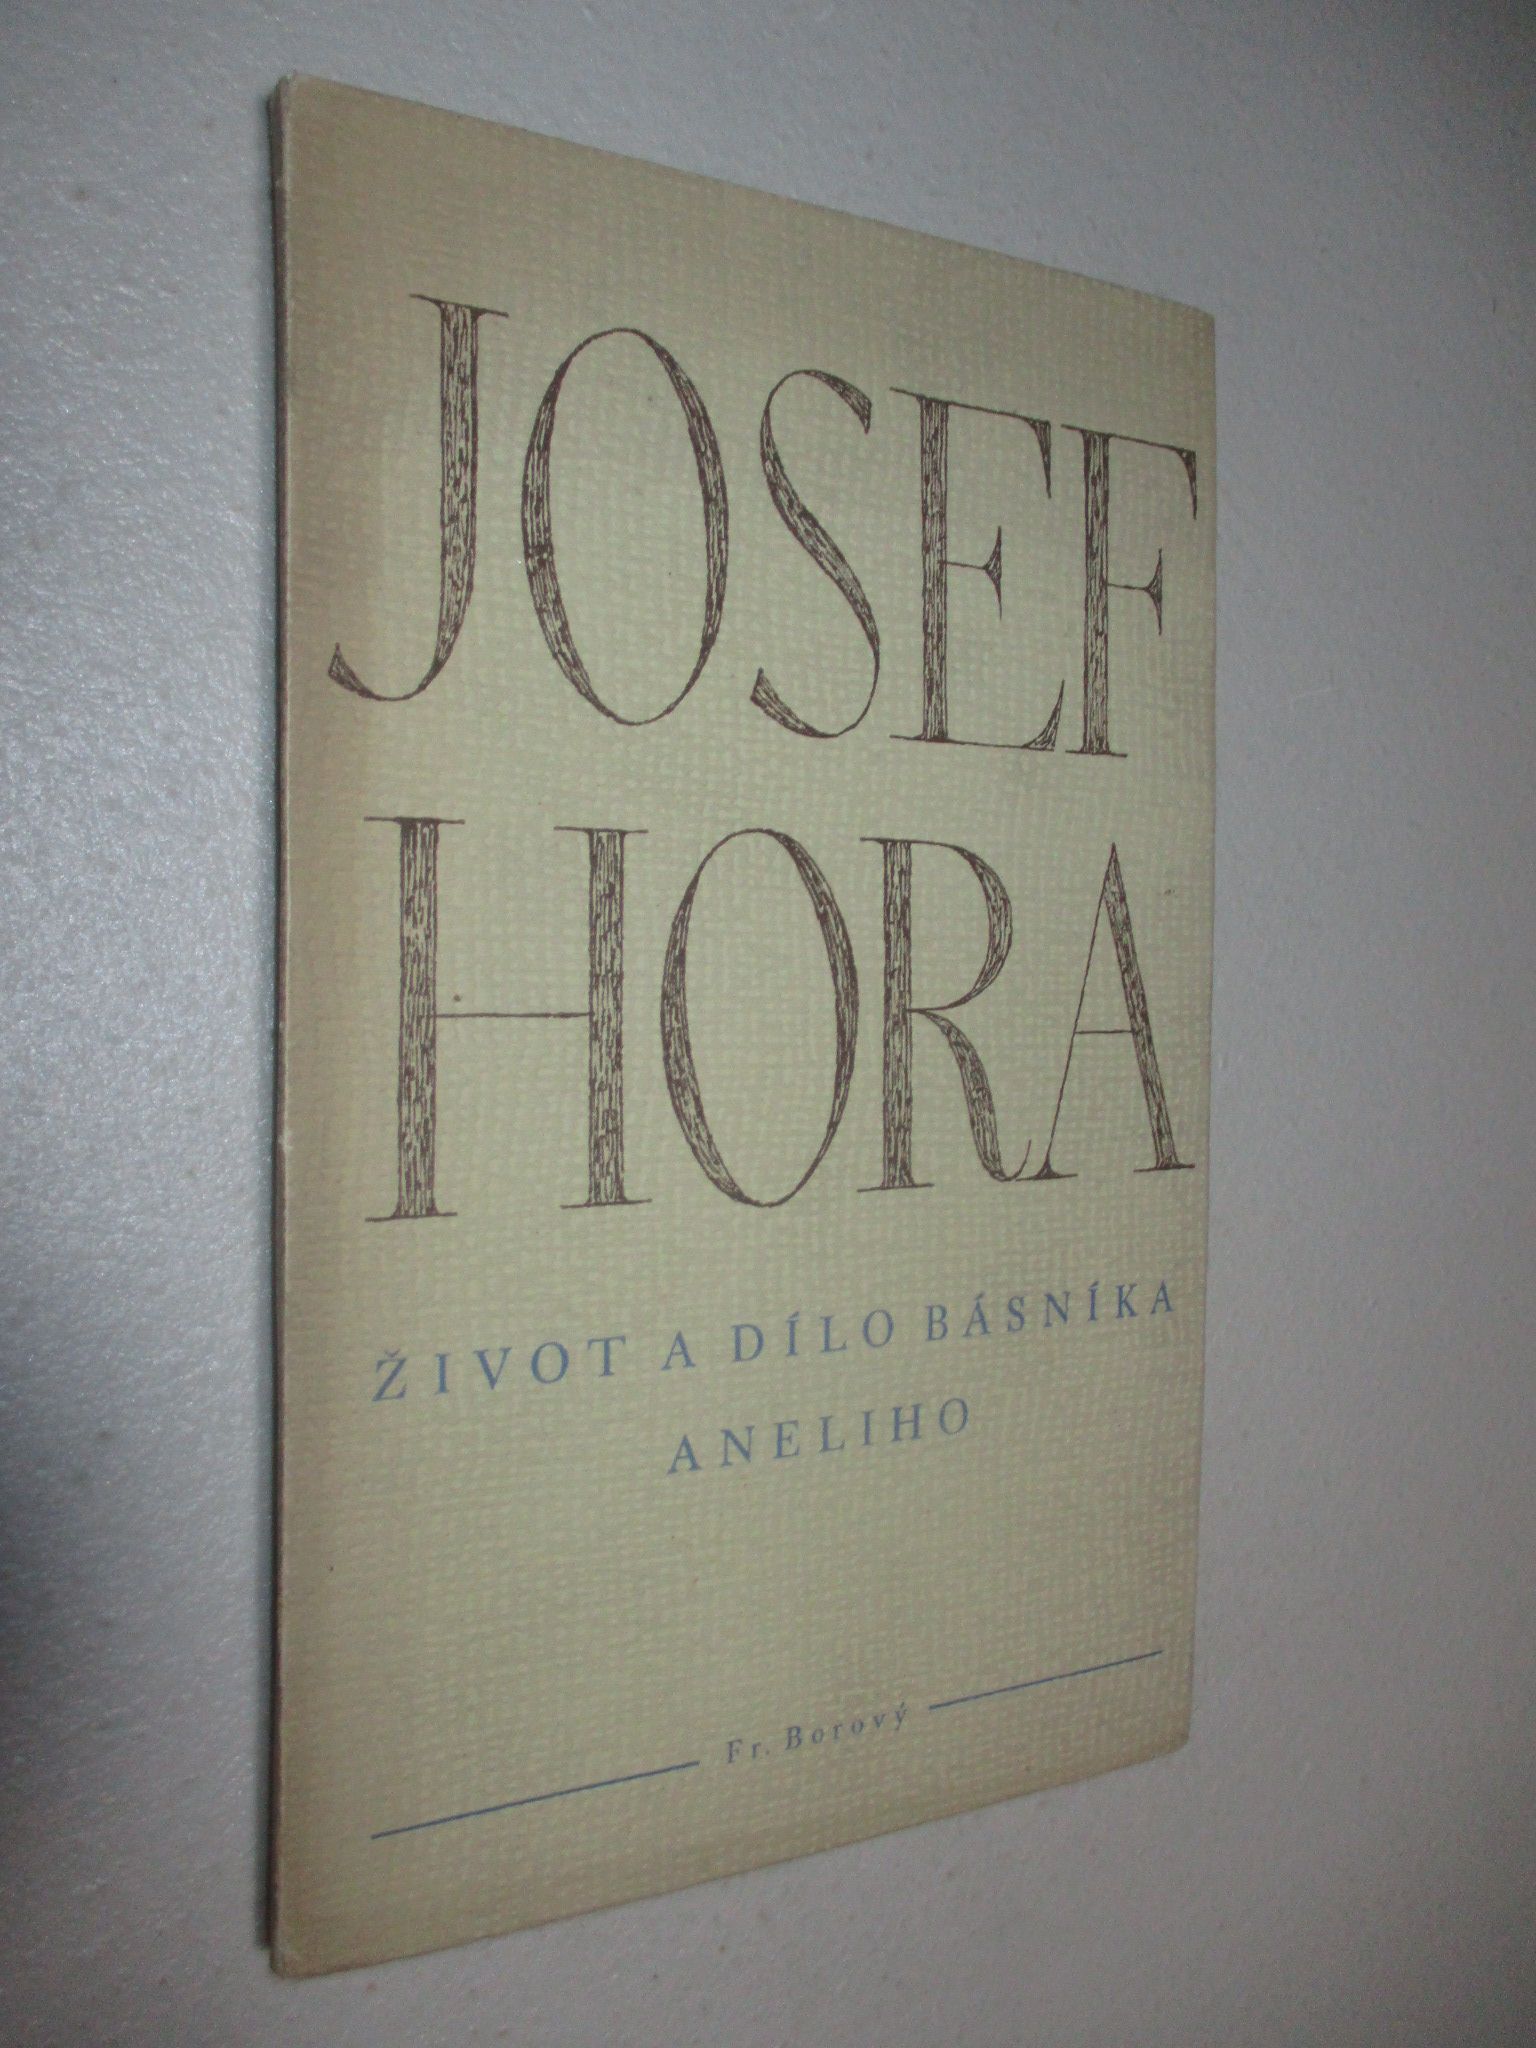 JOSEF
HORA
ŽIVOT A DÍLO BÁSNÍKA
ANELIHO
Fr. Borový